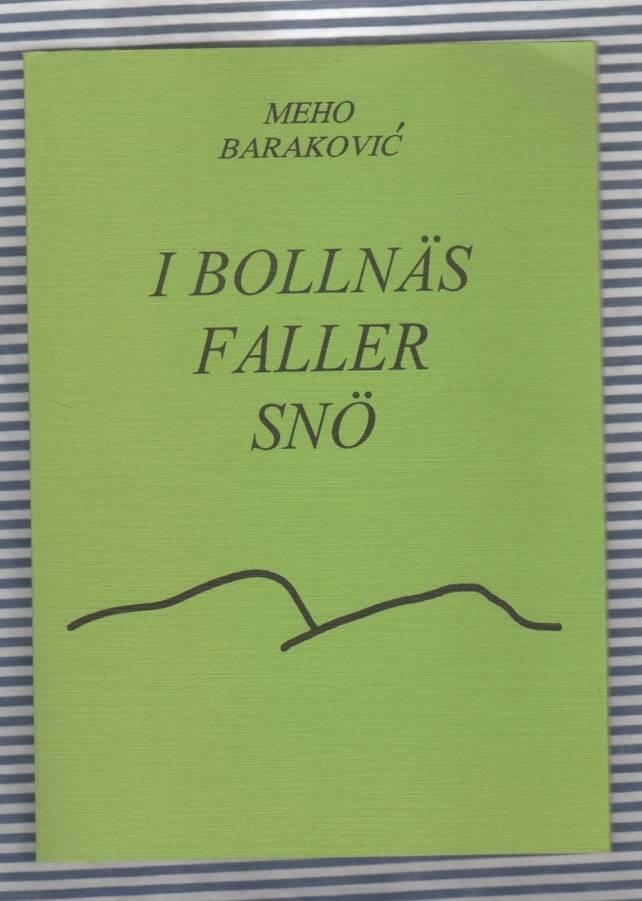 MEHO
BARAKOVIĆ
I BOLLNÄS
FALLER
SNÖ